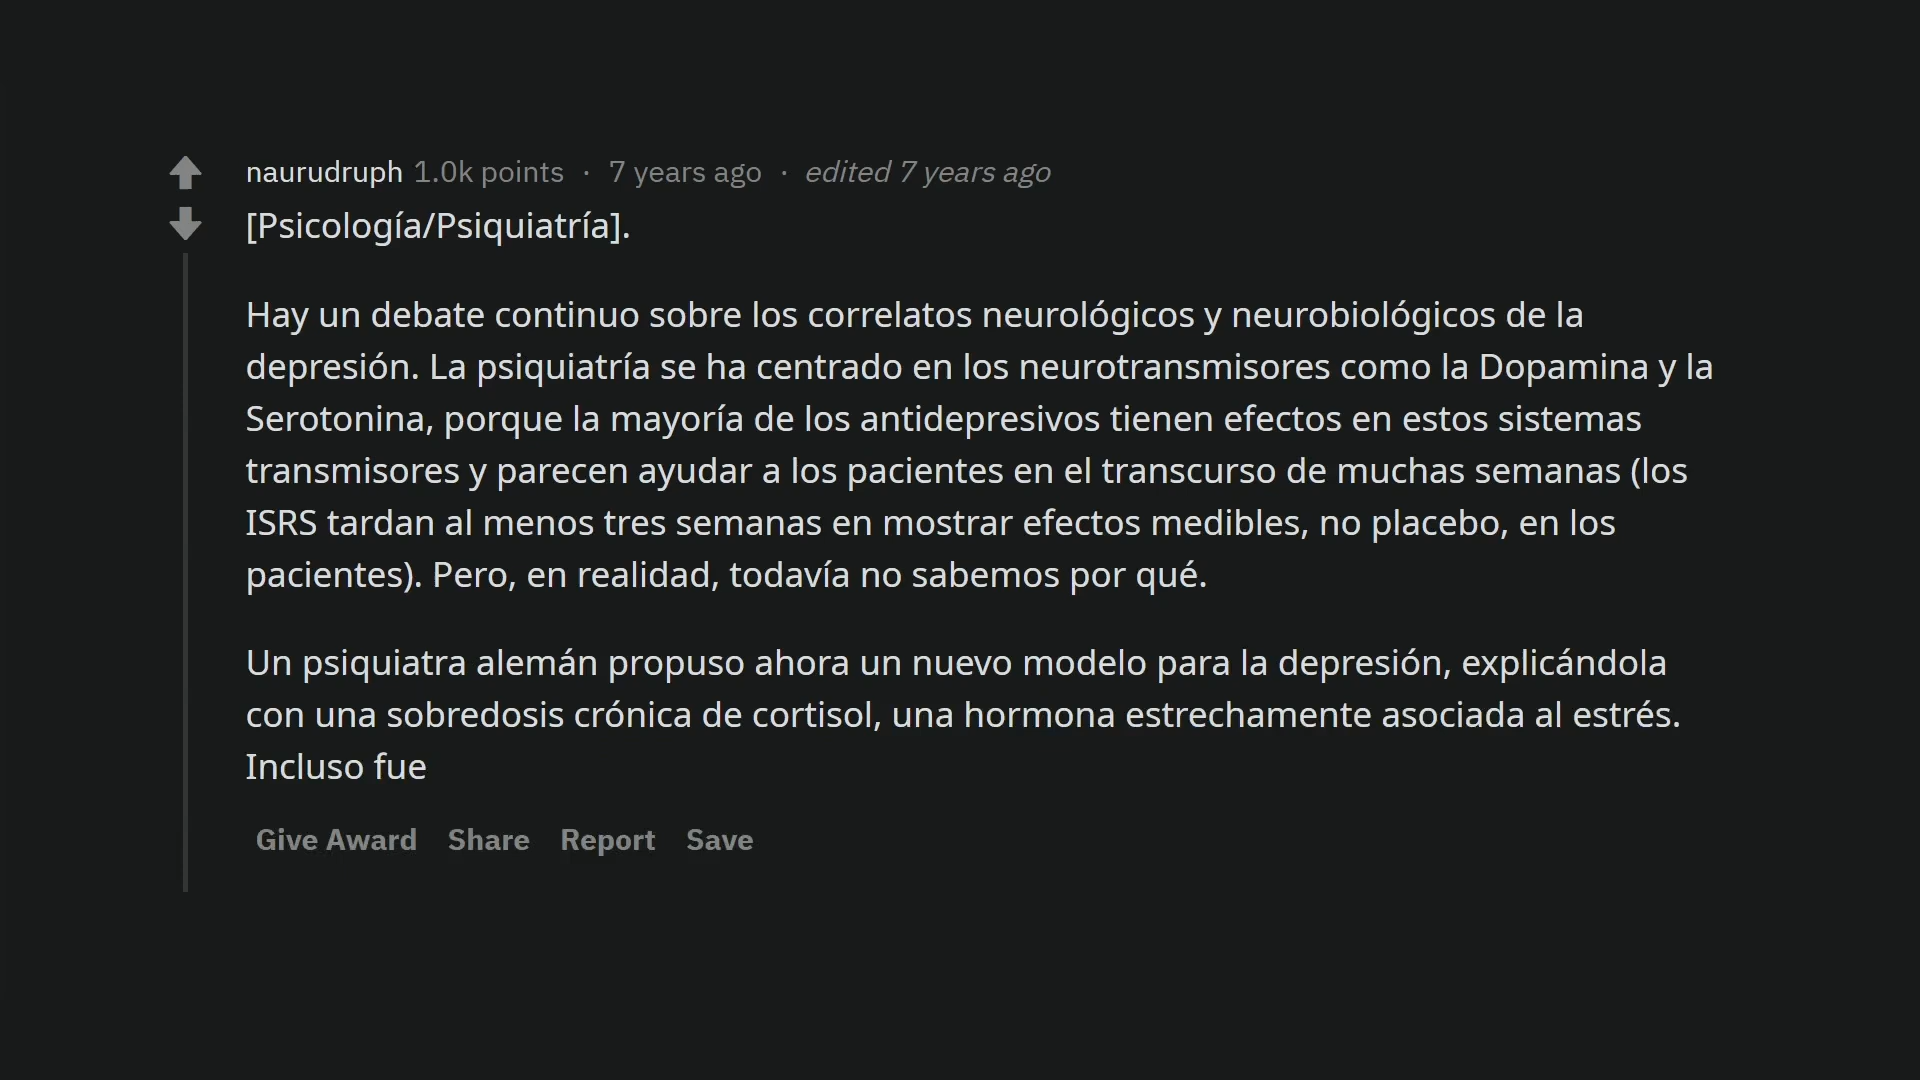 naurudruph 1.0k points · 7 years ago · edited 7 years ago
[Psicología/Psiquiatría].
Hay un debate continuo sobre los correlatos neurológicos y neurobiológicos de la
depresión. La psiquiatría se ha centrado en los neurotransmisores como la Dopamina y la
Serotonina, porque la mayoría de los antidepresivos tienen efectos en estos sistemas
transmisores y parecen ayudar a los pacientes en el transcurso de muchas semanas (los
ISRS tardan al menos tres semanas en mostrar efectos medibles, no placebo, en los
pacientes). Pero, en realidad, todavía no sabemos por qué.
Un psiquiatra alemán propuso ahora un nuevo modelo para la depresión, explicándola
con una sobredosis crónica de cortisol, una hormona estrechamente asociada al estrés.
Incluso fue
Give Award Share Report Save